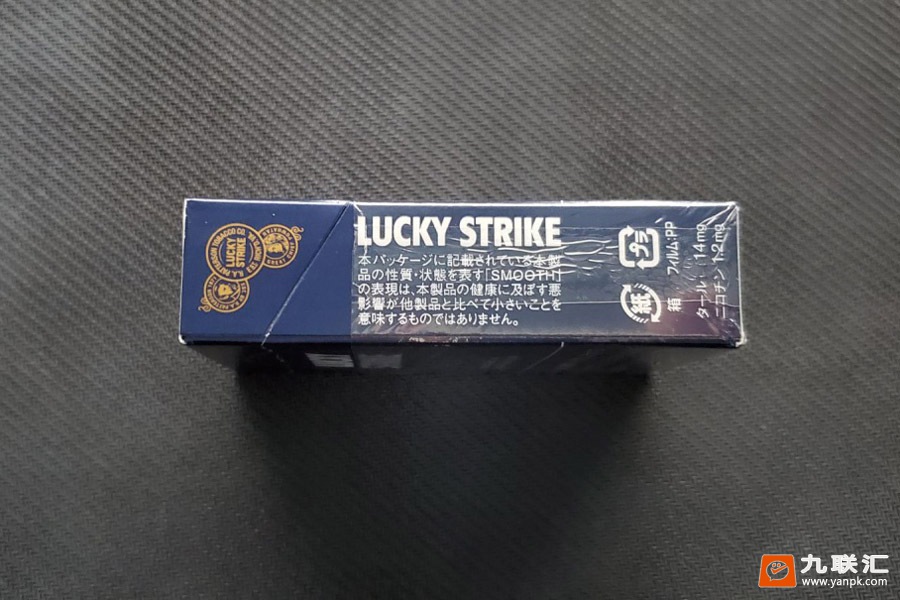 LUCKY STRIKE
本パッケージに記載されている本製
品の性質・状態を表す「SMOOTH」
の表現は、本製品の健康に及ぼす悪
影響が他製品と比べて小さいことを
意味するものではありません。
プラ
フィルム:PP
紙
箱
タール 14mg
ニコチン 1.2mg
R.A. PATTERSON TOBACCO CO.
LUCKY
STRIKE
九联汇
www.yanpk.com